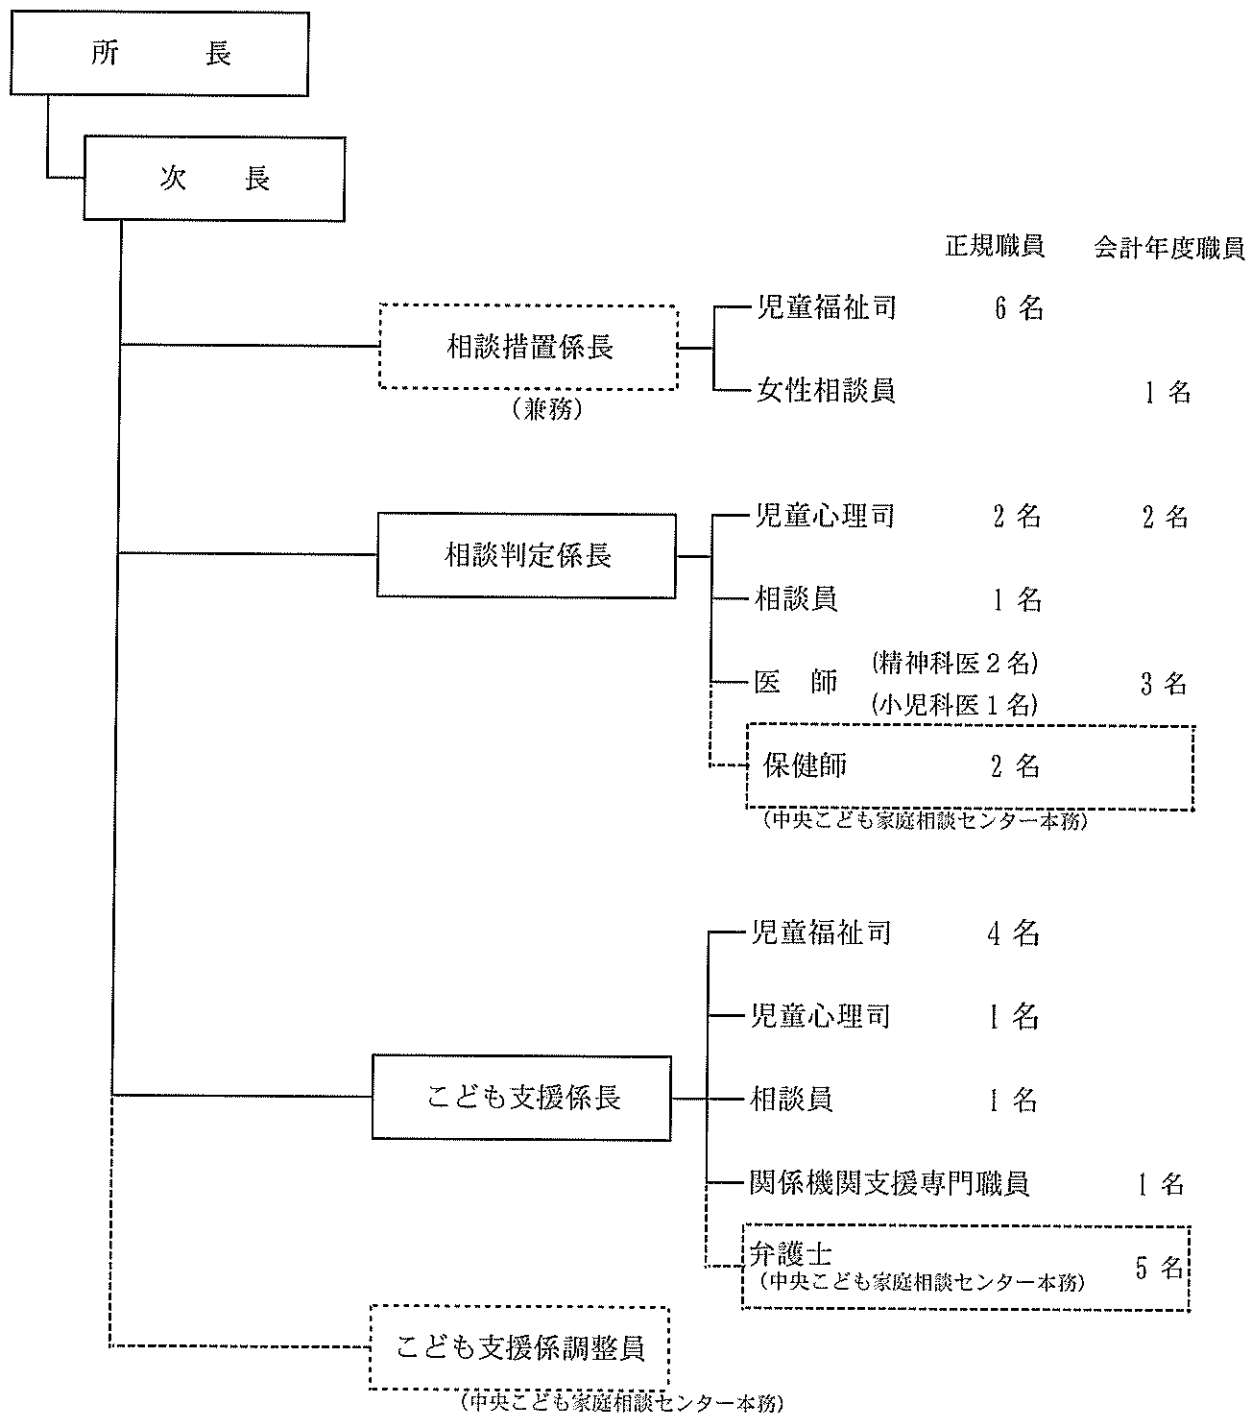 所　長
次　長
正規職員　会計年度職員
相談措置係長
（兼務）
児童福祉司　6 名
女性相談員　1 名
相談判定係長
児童心理司　2 名　2 名
相談員　1 名
医　師　(精神科医２名)　3 名
(小児科医１名)
保健師　2 名
（中央こども家庭相談センター本務）
こども支援係長
児童福祉司　4 名
児童心理司　1 名
相談員　1 名
関係機関支援専門職員　1 名
弁護士　5 名
（中央こども家庭相談センター本務）
こども支援係調整員
（中央こども家庭相談センター本務）